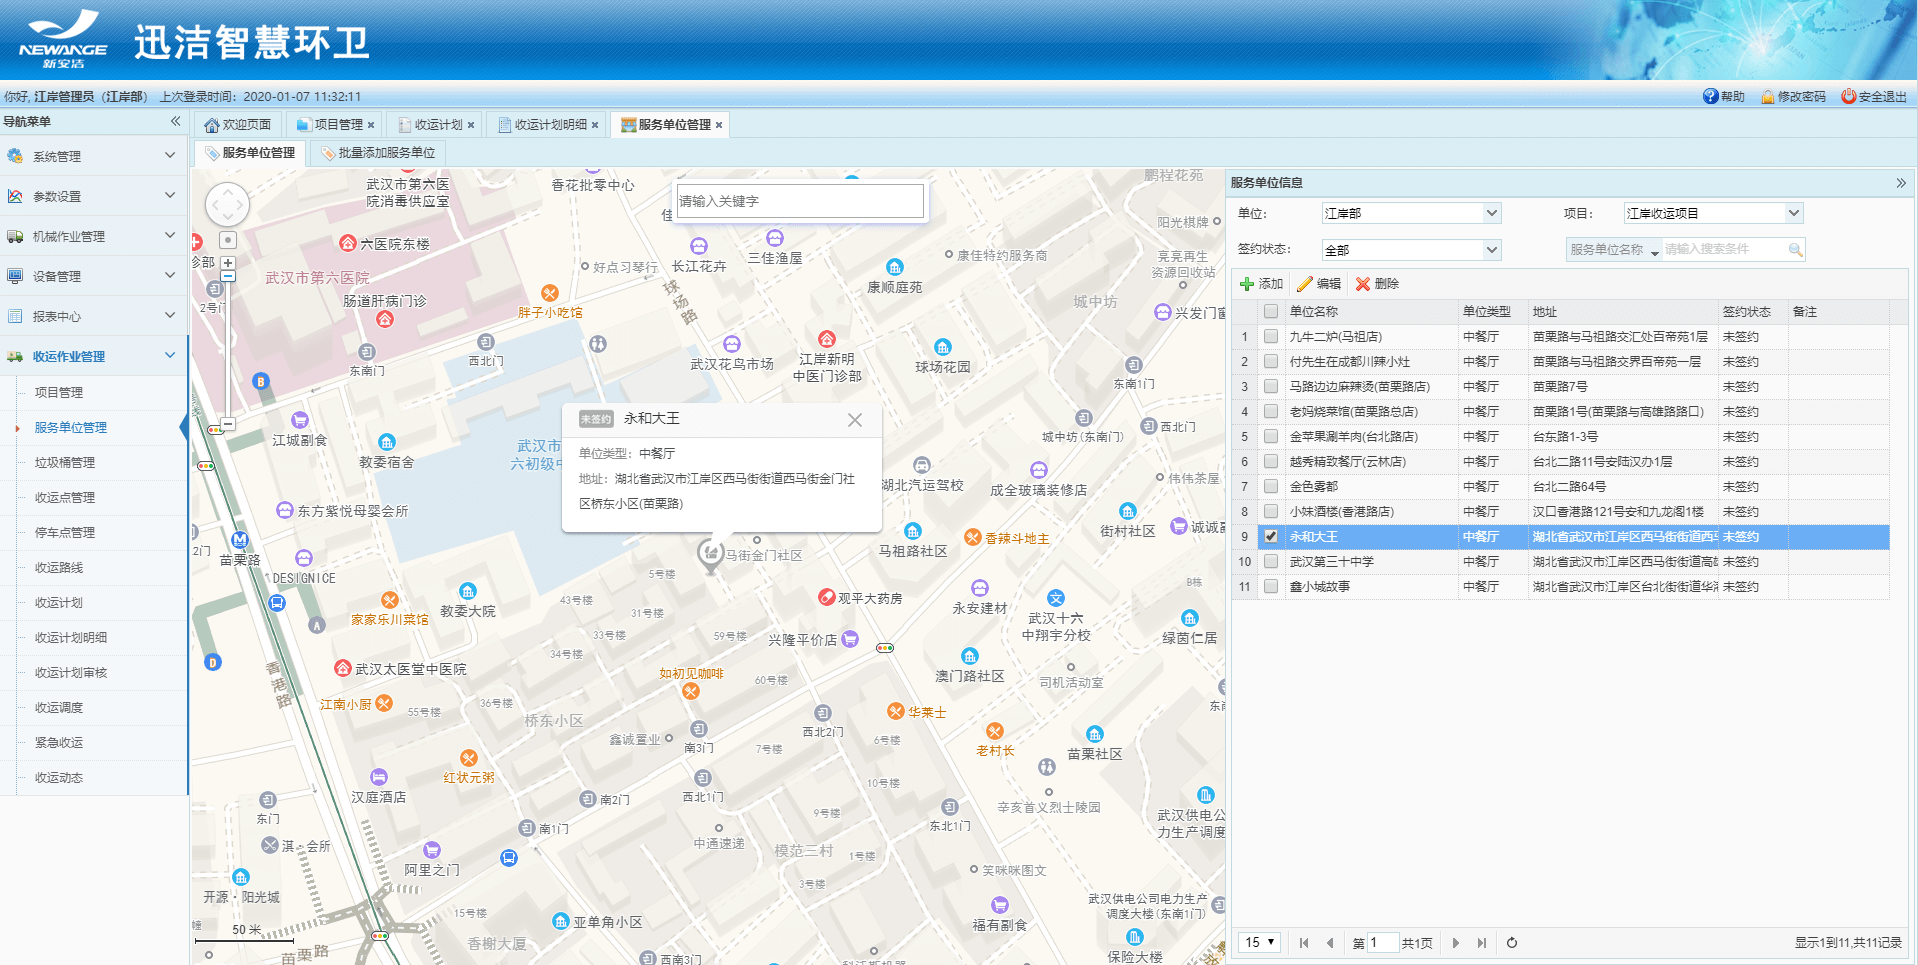 NEWANGE
新安洁
迅洁智慧环卫
你好, 江岸管理员（江岸部） 上次登录时间：2020-01-07 11:32:11
帮助 修改密码 安全退出
导航菜单
系统管理
参数设置
机械作业管理
设备管理
报表中心
收运作业管理
项目管理
服务单位管理
垃圾桶管理
收运点管理
停车点管理
收运路线
收运计划
收运计划明细
收运计划审核
收运调度
紧急收运
收运动态
欢迎页面 项目管理 收运计划 收运计划明细 服务单位管理
服务单位管理 批量添加服务单位
请输入关键字
武汉市第六医
院消毒供应室
香花批零中心
鹏程花苑
阳光棋牌
六医院东楼
好点习琴行
长江花卉
三佳渔屋
康佳特约服务商
亮亮再生
资源回收站
康顺庭苑
武汉市第六医院
肠道肝病门诊
2号门
胖子小吃馆
球场路
城中坊
兴发门窗
东南门
西北门
武汉花鸟市场
江岸新明
中医门诊部
球场花园
东南1门
B
江城副食
教委宿舍
武汉市
六初级中
城中坊(东南门)
西北门
未签约 永和大王
单位类型：中餐厅
地址：湖北省武汉市江岸区西马街街道西马街金门社
区桥东小区(苗栗路)
湖北汽运驾校
成全玻璃装修店
伟伟茶屋
东方紫悦母婴会所
街村社区
诚诚副
苗栗路
DESIGNICE
马街金门社区
马祖路社区
香辣斗地主
5号楼
B栋
家家乐川菜馆
教委大院
43号楼
31号楼
观平大药房
永安建材
武汉十六
中翔宇分校
绿茵仁居
A
33号楼
59号楼
兴隆平价店
34号楼
D
香港路
武汉太医堂中医院
如初见咖啡
60号楼
澳门路社区
司机活动室
江南小厨
55号楼
36号楼
桥东小区
鑫诚置业
南3门
西北2门
华莱士
6号楼
7号楼
老村长
苗栗社区
红状元粥
汉庭酒店
南2门
西北1门
10号楼
辛亥首义烈士陵园
东门
南1门
9号楼
东北1门
武汉供电公
力生产调度
中通速递
模范三村
1号楼
淇·会所
阿里之门
3号楼
笑咪咪图文
开源·阳光城
武汉供电公司电力生产
调度大楼(东南1门)
15号楼
亚单角小区
福有副食
50 米
苗栗路
香榭大厦
西南3门
保险大楼
服务单位信息
单位: 江岸部 项目: 江岸收运项目
签约状态: 全部 服务单位名称 请输入搜索条件
添加 编辑 删除
单位名称 单位类型 地址 签约状态 备注
1 九牛二炉(马祖店) 中餐厅 苗栗路与马祖路交汇处百帝苑1层 未签约
2 付先生在成都川辣小灶 中餐厅 苗栗路与马祖路交界百帝苑一层 未签约
3 马路边边麻辣烫(苗栗路店) 中餐厅 苗栗路7号 未签约
4 老妈烧菜馆(苗栗路总店) 中餐厅 苗栗路1号(苗栗路与高雄路路口) 未签约
5 金苹果涮羊肉(台北路店) 中餐厅 台东路1-3号 未签约
6 越秀精致餐厅(云林店) 中餐厅 台北二路11号安陆汉办1层 未签约
7 金色雾都 中餐厅 台北二路64号 未签约
8 小妹酒楼(香港路店) 中餐厅 汉口香港路121号安和九龙阁1楼 未签约
9 永和大王 中餐厅 湖北省武汉市江岸区西马街街道西马 未签约
10 武汉第三十中学 中餐厅 湖北省武汉市江岸区西马街街道高雄 未签约
11 鑫小城故事 中餐厅 湖北省武汉市江岸区台北街街道华清 未签约
15 第 1 共1页 显示1到11,共11记录